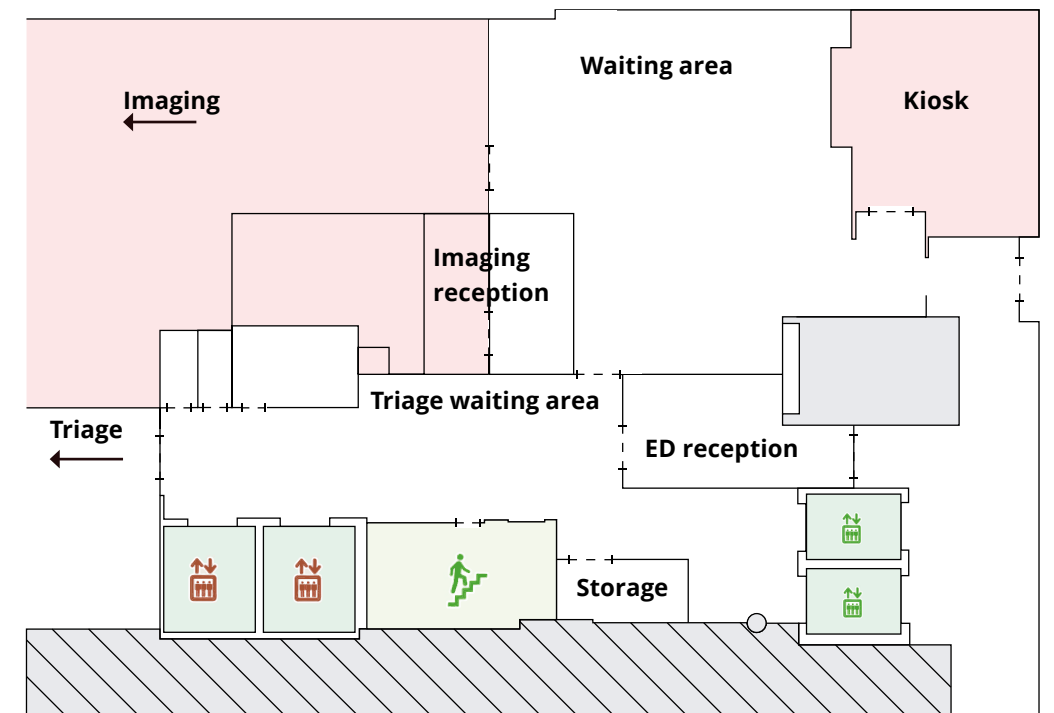 Waiting area
Imaging
Kiosk
Imaging
reception
Triage waiting area
Triage
ED reception
Storage